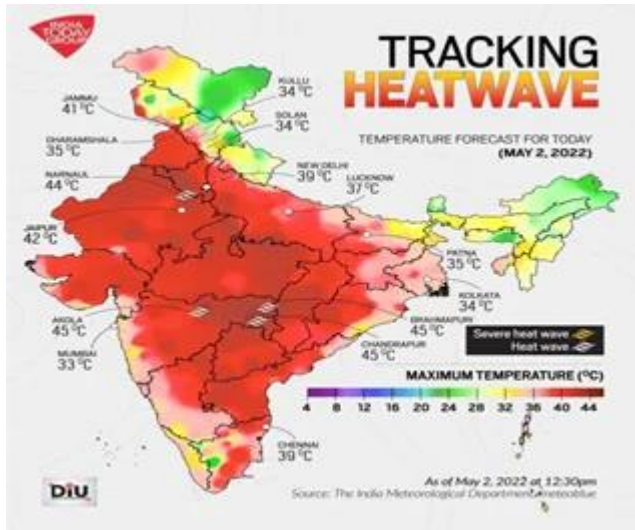 INDIA
TODAY
GROUP
TRACKING
HEATWAVE
TEMPERATURE FORECAST FOR TODAY
(MAY 2, 2022)
KULLU
34 °C
JAMMU
41 °C
SOLAN
34 °C
DHARAMSHALA
35 °C
NEW DELHI
39 °C
LUCKNOW
37 °C
NARNAUL
44 °C
JAIPUR
42 °C
PATNA
35 °C
KOLKATA
34 °C
AKOLA
45 °C
BRAHMAPURI
45 °C
MUMBAI
33 °C
CHANDRAPUR
45 °C
Severe heat wave
Heat wave
MAXIMUM TEMPERATURE (°C)
4 8 12 16 20 24 28 32 36 40 44
CHENNAI
39 °C
DIU
As of May 2, 2022 at 12:30pm
Source: The India Meteorological Department/meteoblue